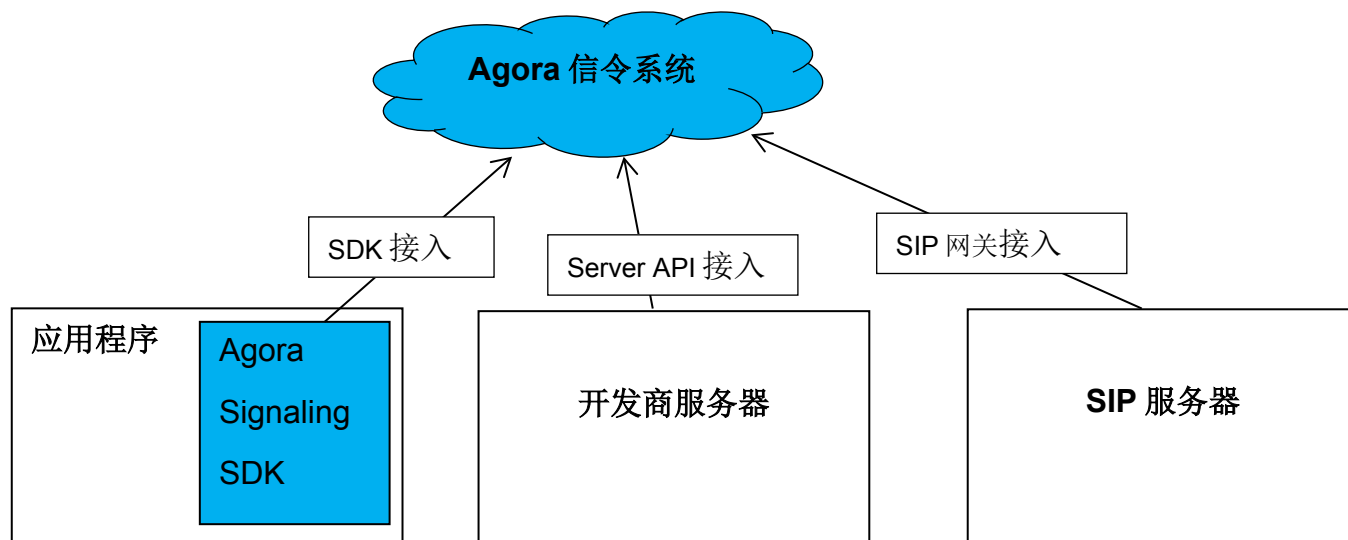 Agora 信令系统
SDK 接入
Server API 接入
SIP 网关接入
应用程序
Agora
Signaling
SDK
开发商服务器
SIP 服务器